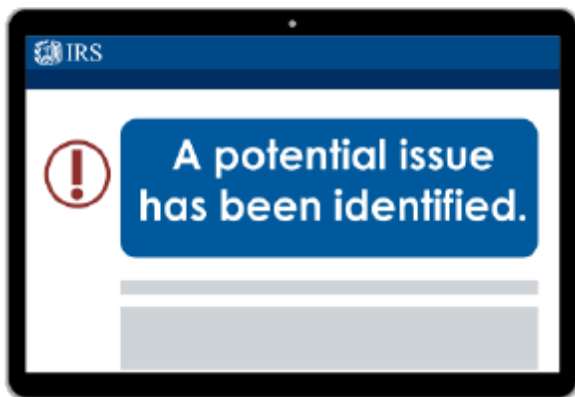 IRS
A potential issue
has been identified.